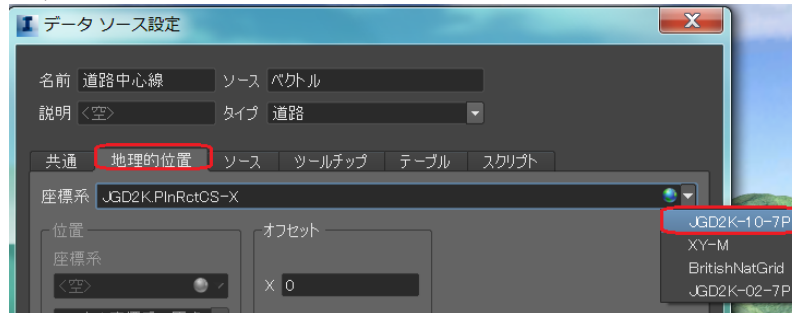 データ ソース設定
名前 道路中心線 ソース ベクトル
説明 <空> タイプ 道路
共通 地理的位置 ソース ツールチップ テーブル スクリプト
座標系 JGD2K.PlnRctCS-X
JGD2K-10-7P
XY-M
BritishNatGrid
JGD2K-02-7P
位置
座標系
<空>
オフセット
X 0